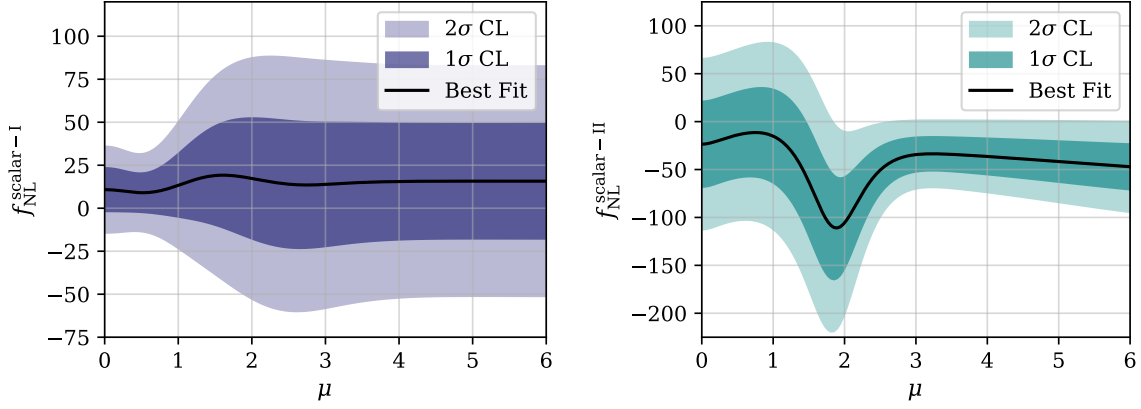 100
75
50
25
0
−25
−50
−75
0 1 2 3 4 5 6
μ
f_NL^scalar−I
2σ CL
1σ CL
Best Fit
100
50
0
−50
−100
−150
−200
0 1 2 3 4 5 6
μ
f_NL^scalar−II
2σ CL
1σ CL
Best Fit